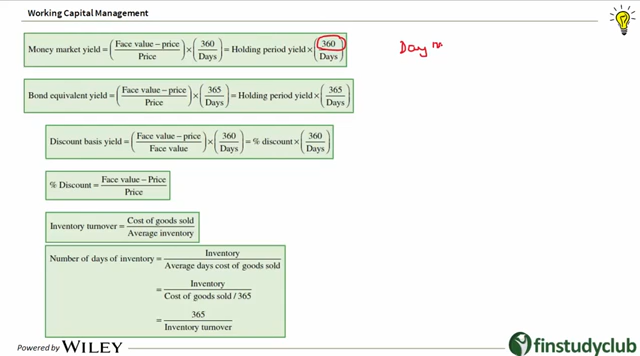 Working Capital Management
Money market yield = (Face value – price / Price) × (360 / Days) = Holding period yield × (360 / Days)
Day
Bond equivalent yield = (Face value – price / Price) × (365 / Days) = Holding period yield × (365 / Days)
Discount basis yield = (Face value – price / Face value) × (360 / Days) = % discount × (360 / Days)
% Discount = Face value – Price / Price
Inventory turnover = Cost of goods sold / Average inventory
Number of days of inventory = Inventory / Average days cost of goods sold
= Inventory / Cost of goods sold / 365
= 365 / Inventory turnover
Powered by WILEY
finstudyclub